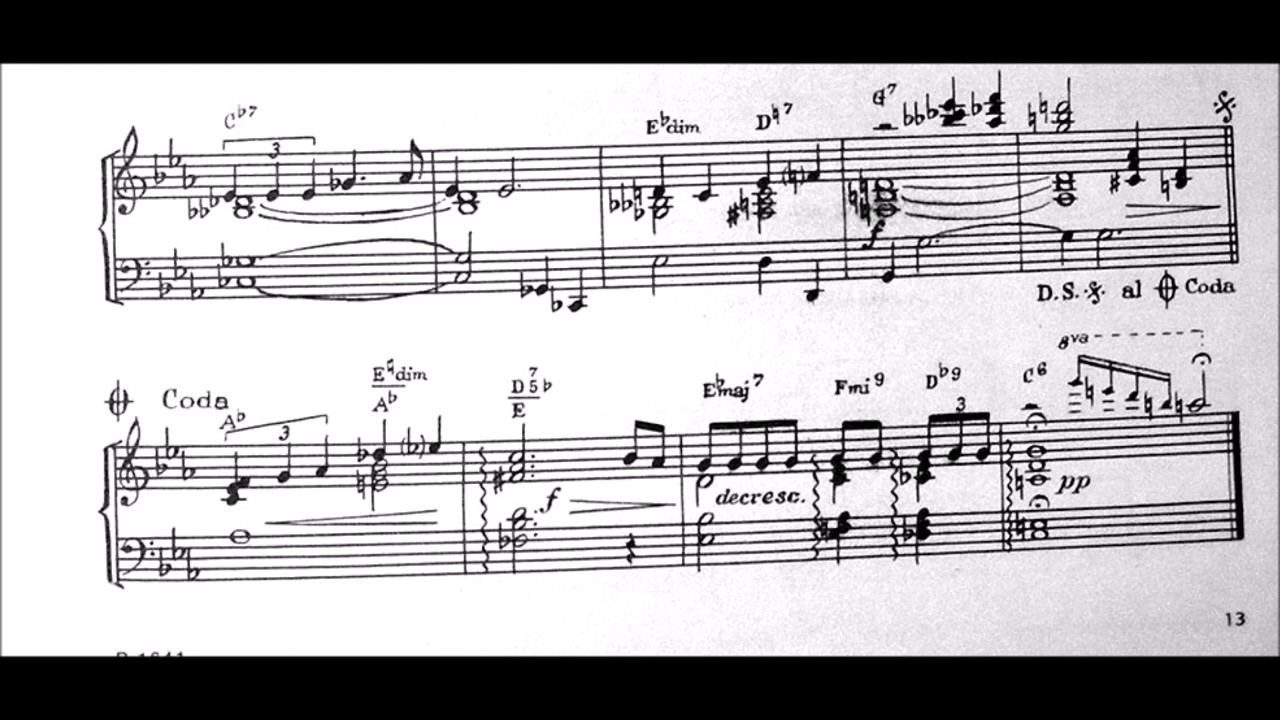 C♭7
3
E♭dim D♮7 G7
f
D.S. 𝄋 al 𝄌 Coda
8va
𝄌 Coda
A♭ E♮dim
A♭
3
D7 5♭
E
E♭maj7 Fmi9 D♭9 C6
3
(♭)
f decresc. pp
13